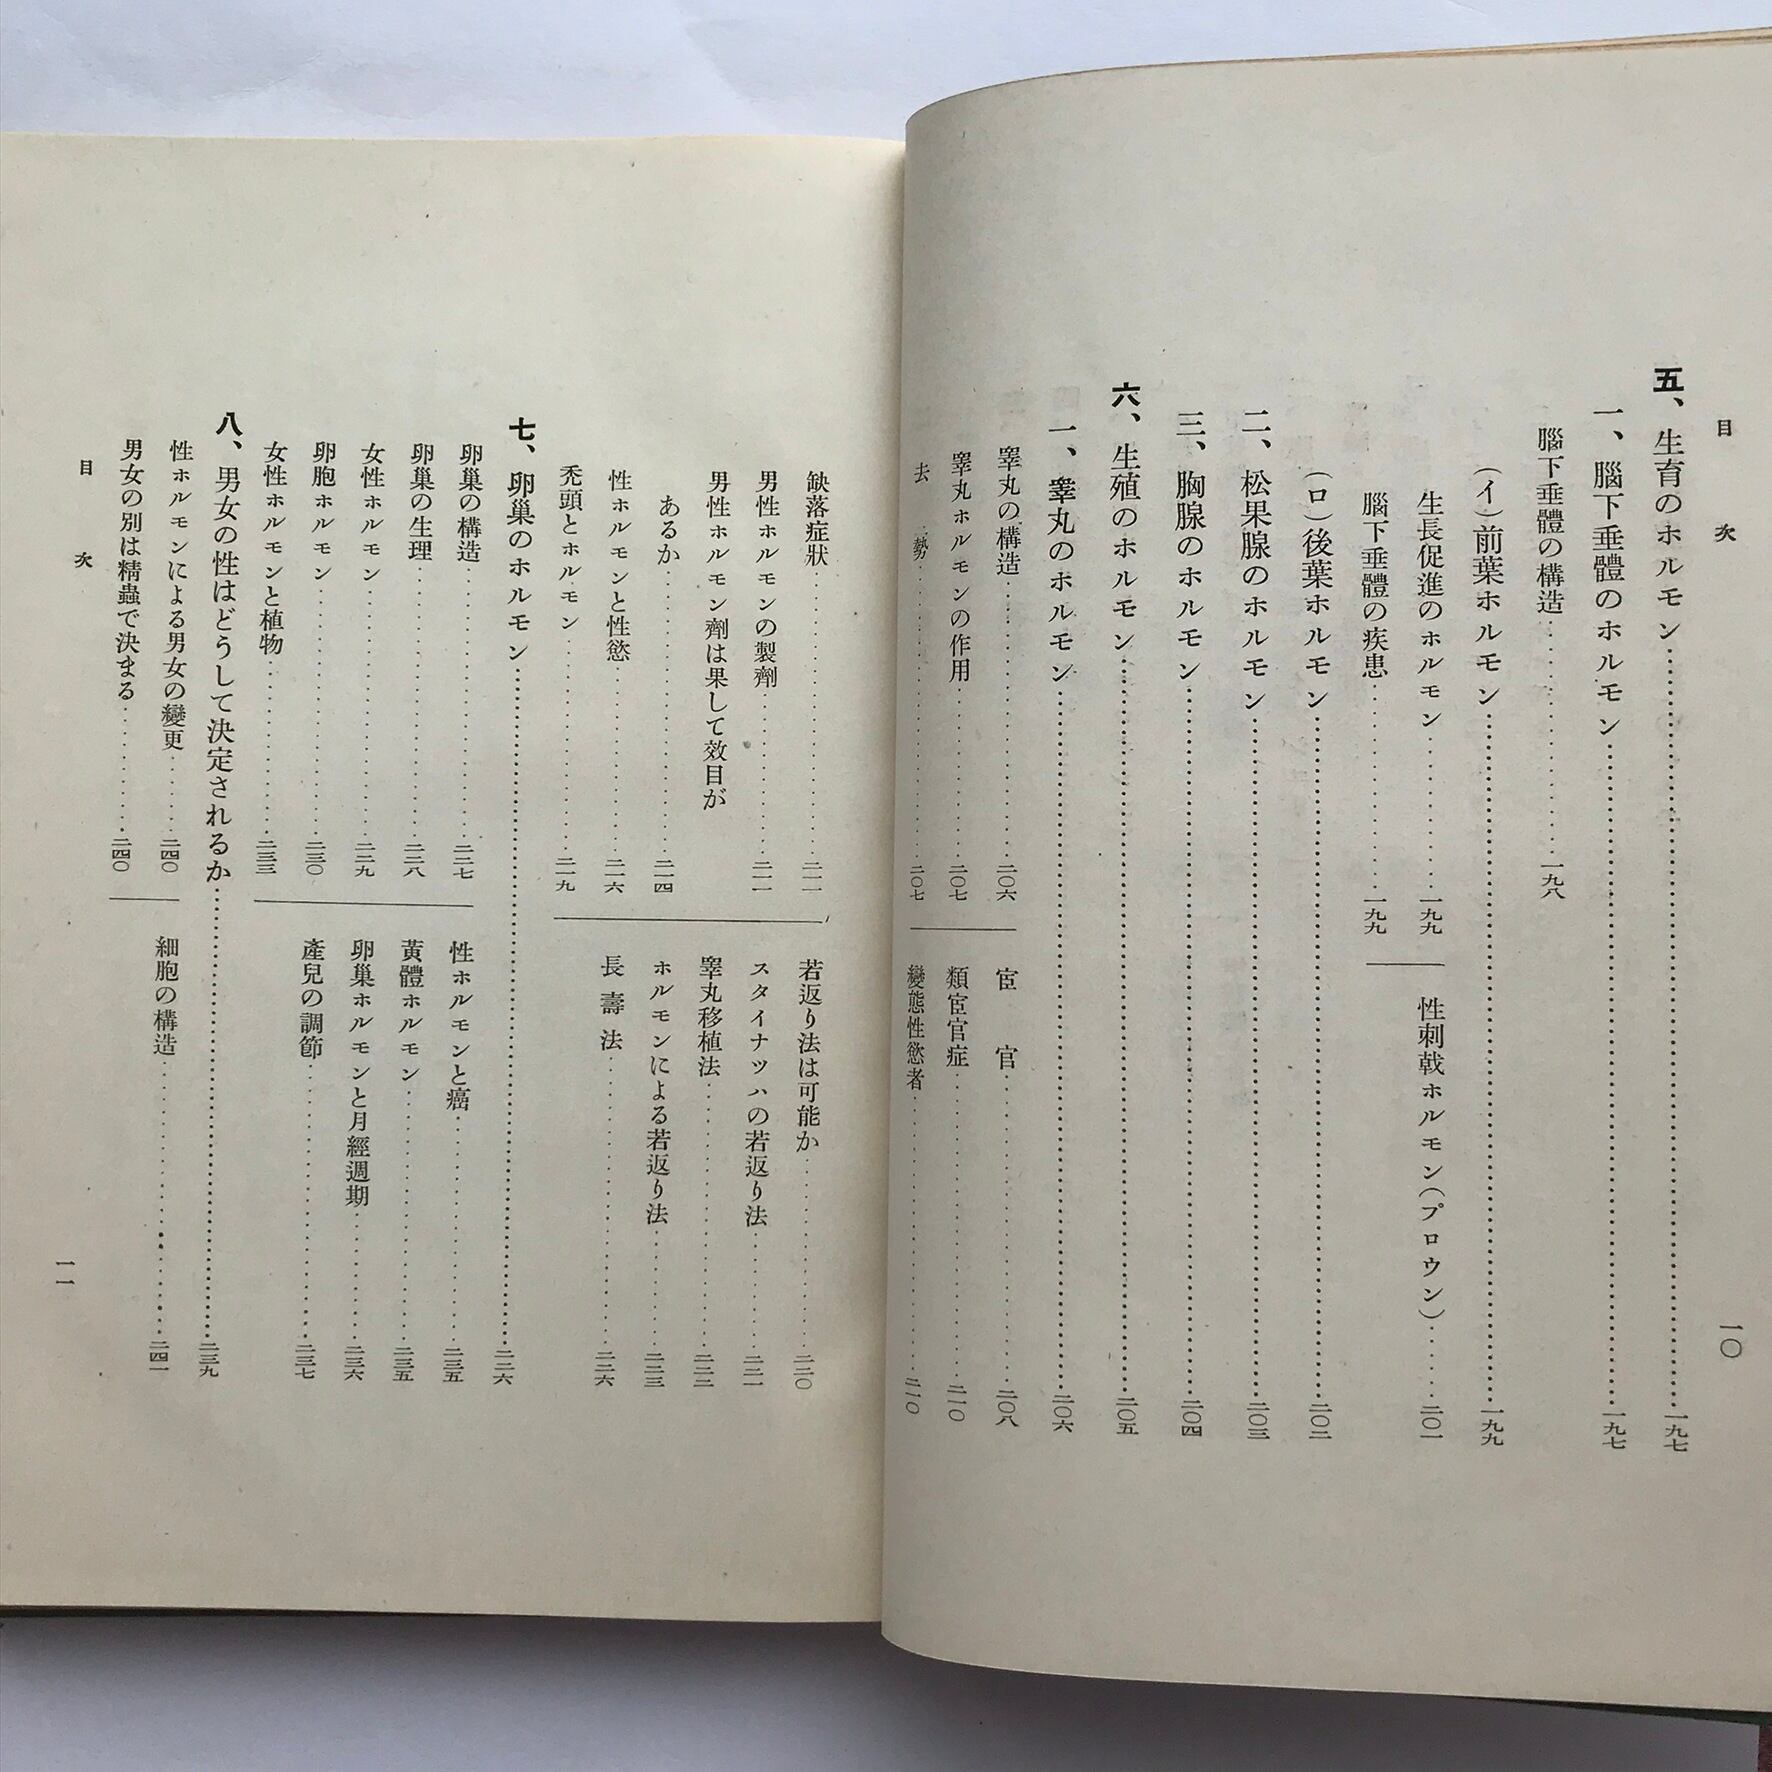 目次
一〇
五、生育のホルモン……一九七
一、腦下垂體のホルモン……一九七
腦下垂體の構造……一九八
(イ)前葉ホルモン……一九九
生長促進のホルモン……一九九
腦下垂體の疾患……一九九
性刺戟ホルモン(プロウン)……二〇一
(ロ)後葉ホルモン……二〇二
二、松果腺のホルモン……二〇三
三、胸腺のホルモン……二〇四
六、生殖のホルモン……二〇五
一、睾丸のホルモン……二〇六
睾丸の構造……二〇六
睾丸ホルモンの作用……二〇七
去勢……二〇七
宦官……二〇八
類宦官症……二一〇
變態性慾者……二一〇
缺落症狀……二一一
男性ホルモンの製劑……二一一
男性ホルモン劑は果して效目が
あるか……二一四
性ホルモンと性慾……二一六
禿頭とホルモン……二一九
若返り法は可能か……二二〇
スタイナツハの若返り法……二二一
睾丸移植法……二二二
ホルモンによる若返り法……二二三
長壽法……二二六
七、卵巢のホルモン……二二六
卵巢の構造……二二七
卵巢の生理……二二八
女性ホルモン……二二九
卵胞ホルモン……二三〇
女性ホルモンと植物……二三三
性ホルモンと癌……二三五
黃體ホルモン……二三五
卵巢ホルモンと月經週期……二三六
產兒の調節……二三七
八、男女の性はどうして決定されるか……二三九
性ホルモンによる男女の變更……二四〇
男女の別は精蟲で決まる……二四〇
細胞の構造……二四一
目次
一一